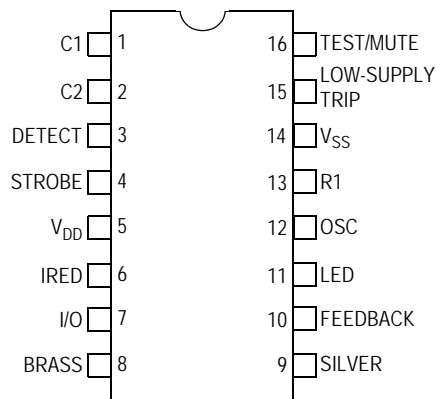 C1 1 16 TEST/MUTE
C2 2 15 LOW-SUPPLY
TRIP
DETECT 3 14 VSS
STROBE 4 13 R1
VDD 5 12 OSC
IRED 6 11 LED
I/O 7 10 FEEDBACK
BRASS 8 9 SILVER